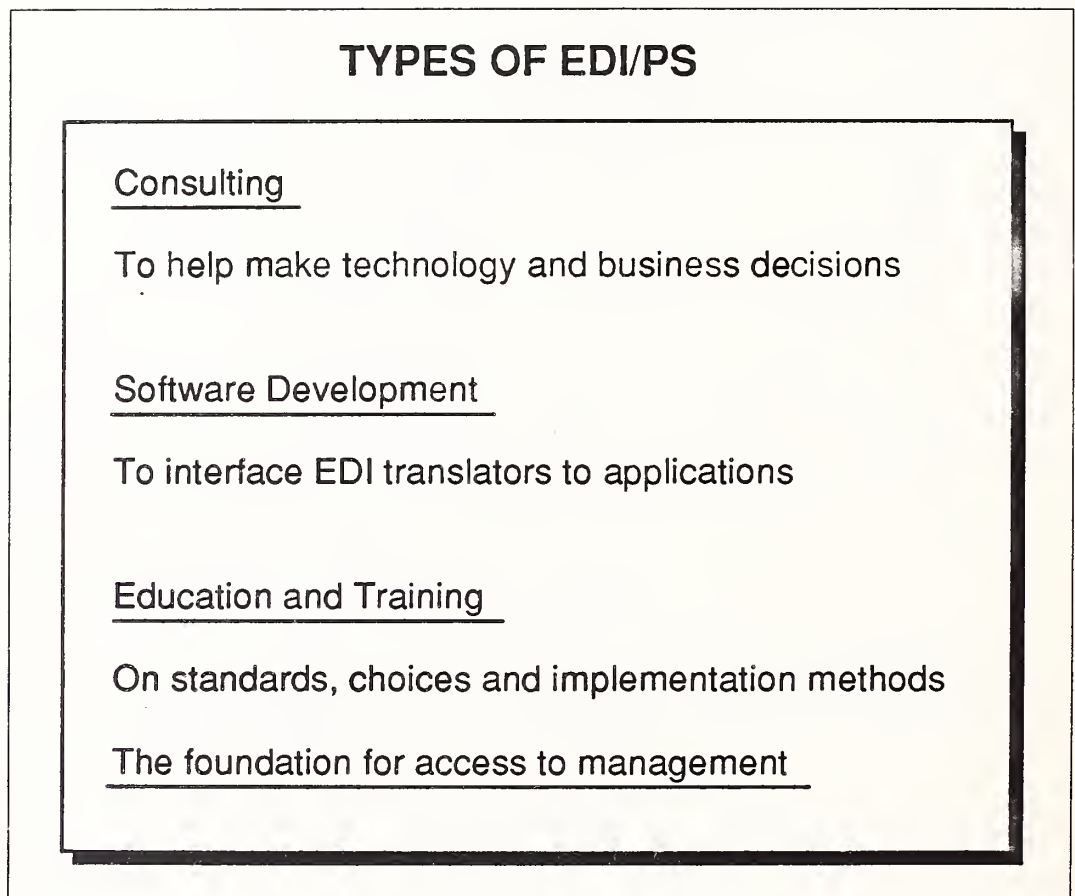 TYPES OF EDI/PS
Consulting
To help make technology and business decisions
Software Development
To interface EDI translators to applications
Education and Training
On standards, choices and implementation methods
The foundation for access to management